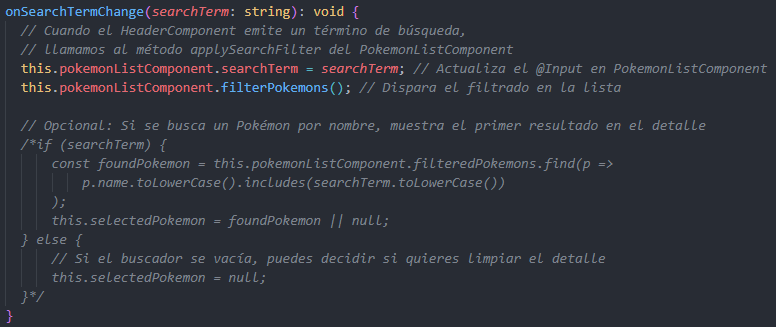 onSearchTermChange(searchTerm: string): void {
// Cuando el HeaderComponent emite un término de búsqueda,
// llamamos al método applySearchFilter del PokemonListComponent
this.pokemonListComponent.searchTerm = searchTerm; // Actualiza el @Input en PokemonListComponent
this.pokemonListComponent.filterPokemons(); // Dispara el filtrado en la lista
// Opcional: Si se busca un Pokémon por nombre, muestra el primer resultado en el detalle
/*if (searchTerm) {
const foundPokemon = this.pokemonListComponent.filteredPokemons.find(p =>
p.name.toLowerCase().includes(searchTerm.toLowerCase())
);
this.selectedPokemon = foundPokemon || null;
} else {
// Si el buscador se vacía, puedes decidir si quieres limpiar el detalle
this.selectedPokemon = null;
}*/
}